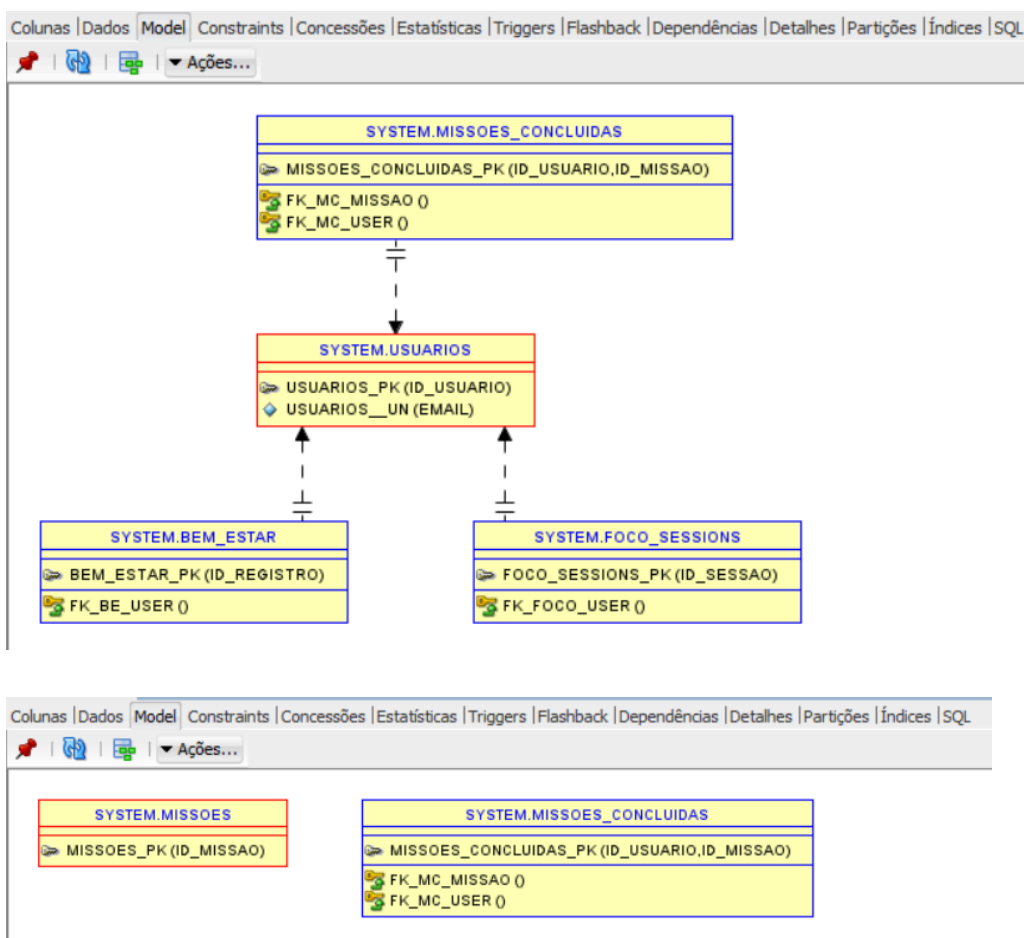 Colunas |Dados |Model| Constraints |Concessões |Estatísticas |Triggers |Flashback |Dependências |Detalhes |Partições |Índices |SQL
Ações...
SYSTEM.MISSOES_CONCLUIDAS
MISSOES_CONCLUIDAS_PK (ID_USUARIO,ID_MISSAO)
FK_MC_MISSAO ()
FK_MC_USER ()
SYSTEM.USUARIOS
USUARIOS_PK (ID_USUARIO)
USUARIOS__UN (EMAIL)
SYSTEM.BEM_ESTAR
BEM_ESTAR_PK (ID_REGISTRO)
FK_BE_USER ()
SYSTEM.FOCO_SESSIONS
FOCO_SESSIONS_PK (ID_SESSAO)
FK_FOCO_USER ()
Colunas |Dados |Model| Constraints |Concessões |Estatísticas |Triggers |Flashback |Dependências |Detalhes |Partições |Índices |SQL
Ações...
SYSTEM.MISSOES
MISSOES_PK (ID_MISSAO)
SYSTEM.MISSOES_CONCLUIDAS
MISSOES_CONCLUIDAS_PK (ID_USUARIO,ID_MISSAO)
FK_MC_MISSAO ()
FK_MC_USER ()